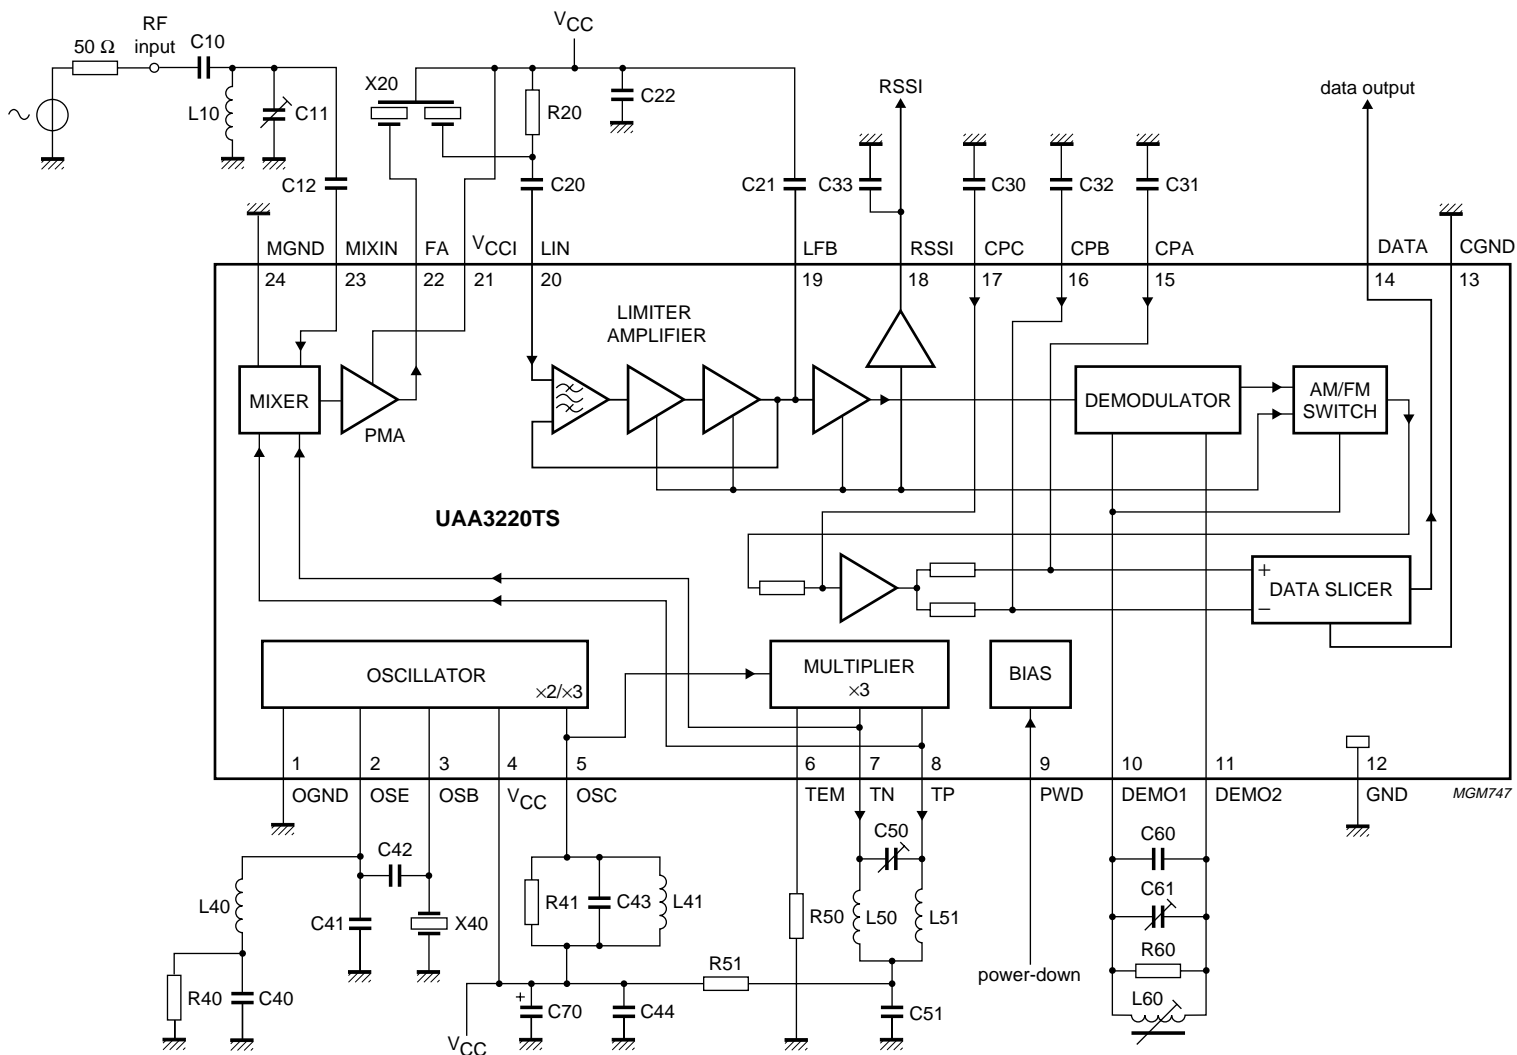 V_CC
RF
input
50 Ω
C10
X20
L10
C11
R20
C22
RSSI
data output
C12
C20
C21
C33
C30
C32
C31
MGND
MIXIN
FA
V_CCI
LIN
LFB
RSSI
CPC
CPB
CPA
DATA
CGND
24
23
22
21
20
19
18
17
16
15
14
13
LIMITER
AMPLIFIER
MIXER
PMA
DEMODULATOR
AM/FM
SWITCH
UAA3220TS
+
−
DATA SLICER
OSCILLATOR
×2/×3
MULTIPLIER
×3
BIAS
1
2
3
4
5
6
7
8
9
10
11
12
OGND
OSE
OSB
V_CC
OSC
TEM
TN
TP
PWD
DEMO1
DEMO2
GND
MGM747
C42
C50
C60
L40
C41
X40
R41
C43
L41
R50
L50
L51
C61
R60
R40
C40
+
C70
C44
R51
C51
power-down
L60
V_CC